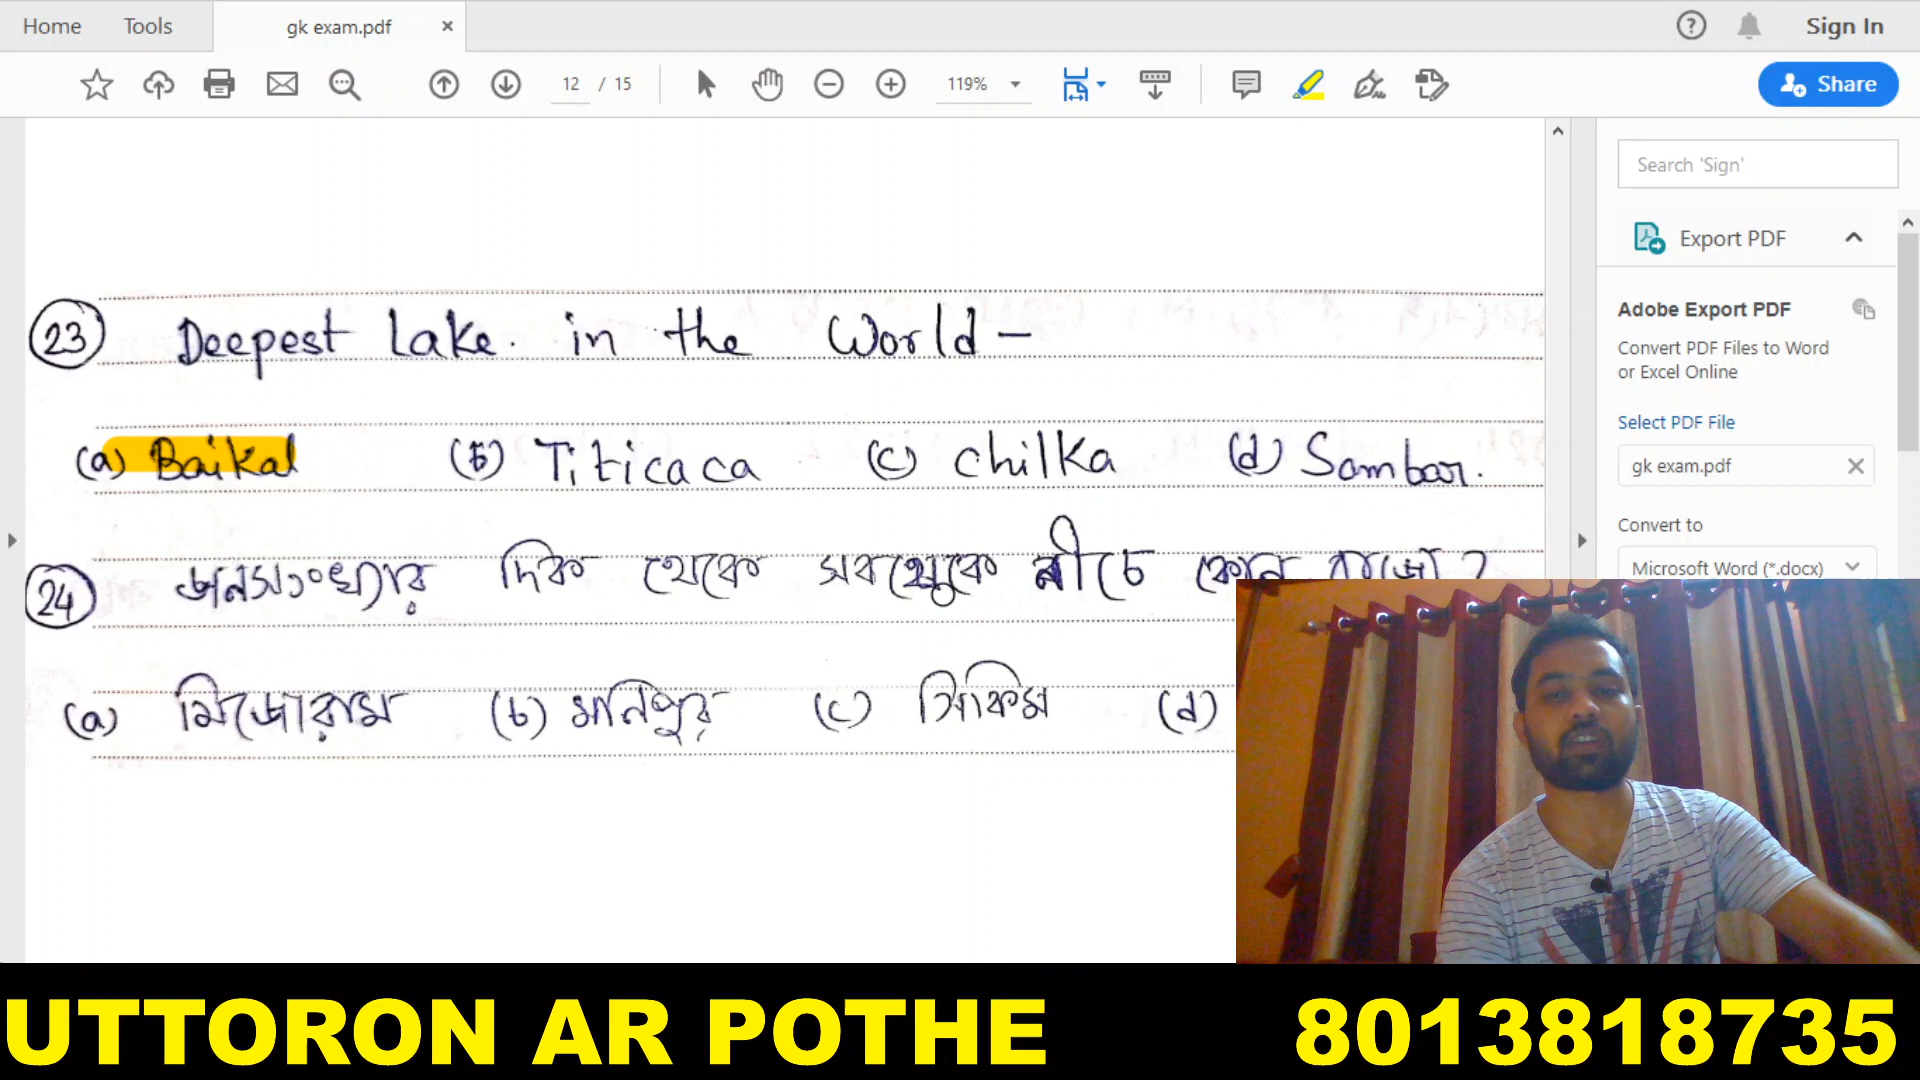 Home Tools gk exam.pdf × Sign In
12 / 15 119% Share
Search 'Sign'
Export PDF
Adobe Export PDF
Convert PDF Files to Word
or Excel Online
Select PDF File
gk exam.pdf
Convert to
Microsoft Word (*.docx)
23 Deepest Lake. in the World –
(a) Baikal (b) Titicaca (c) chilka (d) Sambar.
24 জনসংখ্যার দিক থেকে সবথেকে নীচে কোন রাজ্য ?
(a) মিজোরাম (b) মনিপুর (c) সিকিম (d)
UTTORON AR POTHE 8013818735